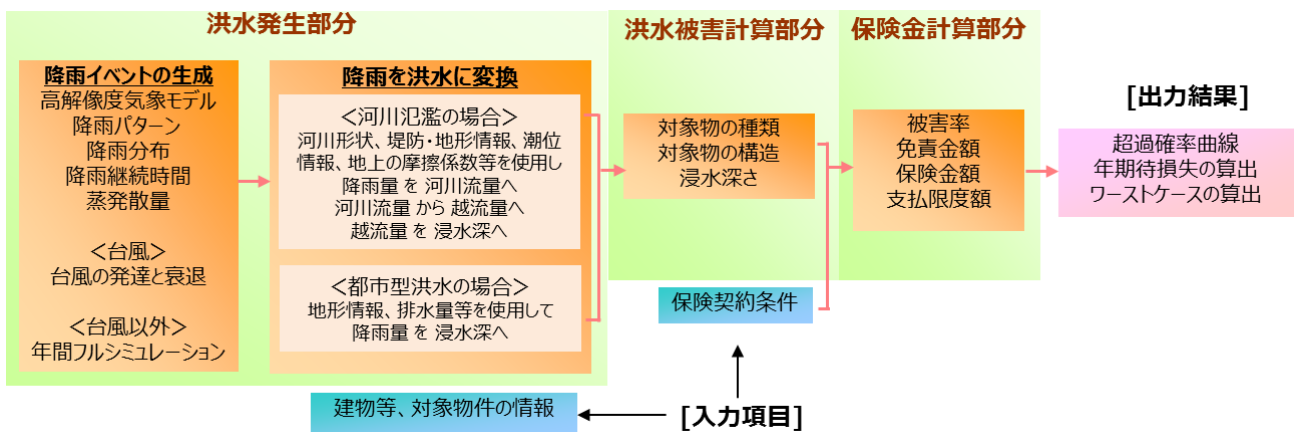 洪水発生部分
降雨イベントの生成
高解像度気象モデル
降雨パターン
降雨分布
降雨継続時間
蒸発散量
＜台風＞
台風の発達と衰退
＜台風以外＞
年間フルシミュレーション
降雨を洪水に変換
＜河川氾濫の場合＞
河川形状、堤防・地形情報、潮位
情報、地上の摩擦係数等を使用し
降雨量 を 河川流量へ
河川流量 から 越流量へ
越流量 を 浸水深へ
＜都市型洪水の場合＞
地形情報、排水量等を使用して
降雨量 を 浸水深へ
洪水被害計算部分
対象物の種類
対象物の構造
浸水深さ
保険金計算部分
被害率
免責金額
保険金額
支払限度額
[出力結果]
超過確率曲線
年期待損失の算出
ワーストケースの算出
保険契約条件
建物等、対象物件の情報
[入力項目]